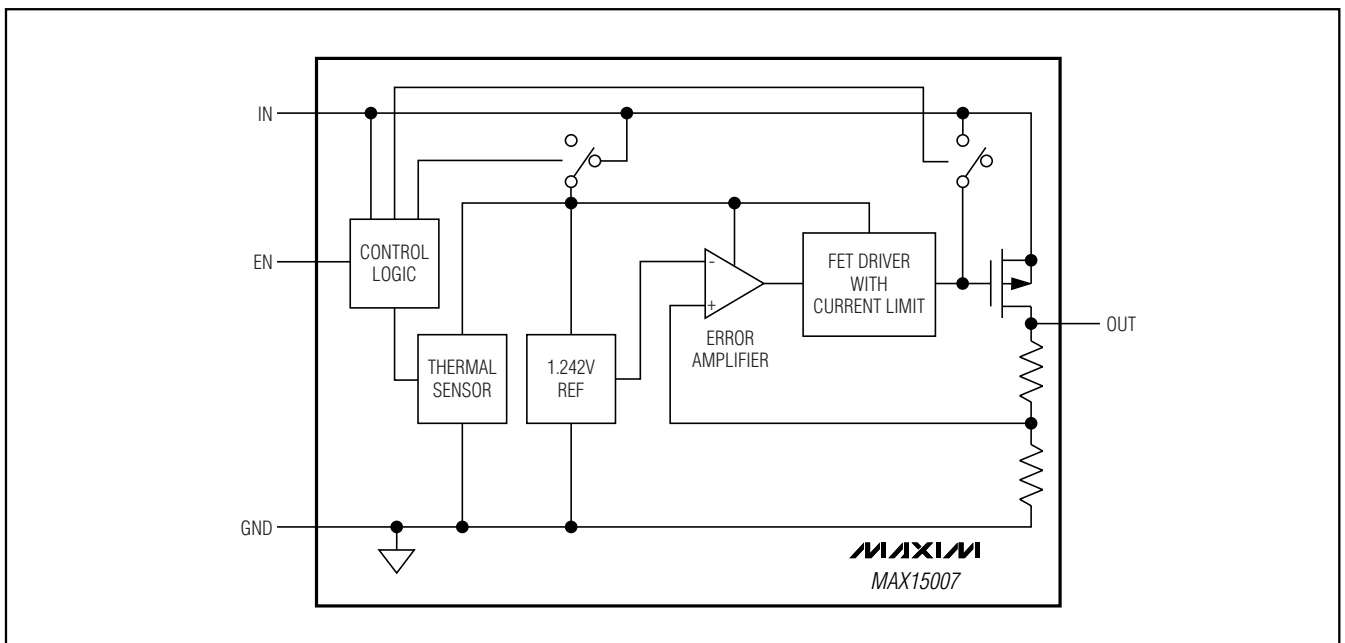 IN
EN
CONTROL
LOGIC
THERMAL
SENSOR
1.242V
REF
-
+
ERROR
AMPLIFIER
FET DRIVER
WITH
CURRENT LIMIT
OUT
GND
MAXIM
MAX15007